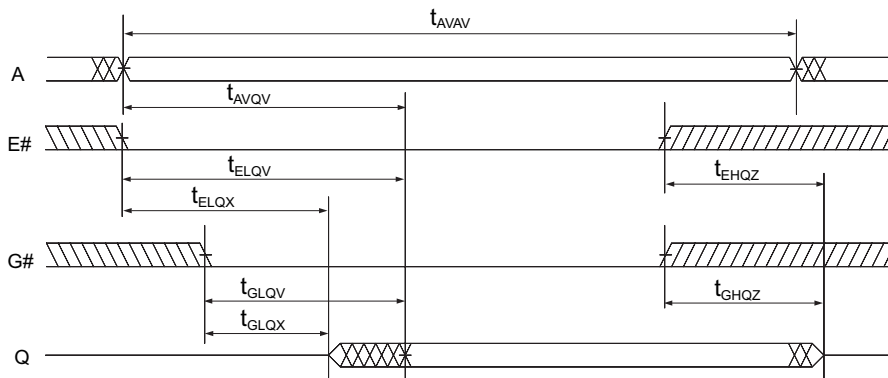 tAVAV
A
tAVQV
E#
tELQV
tEHQZ
tELQX
G#
tGLQV
tGHQZ
tGLQX
Q